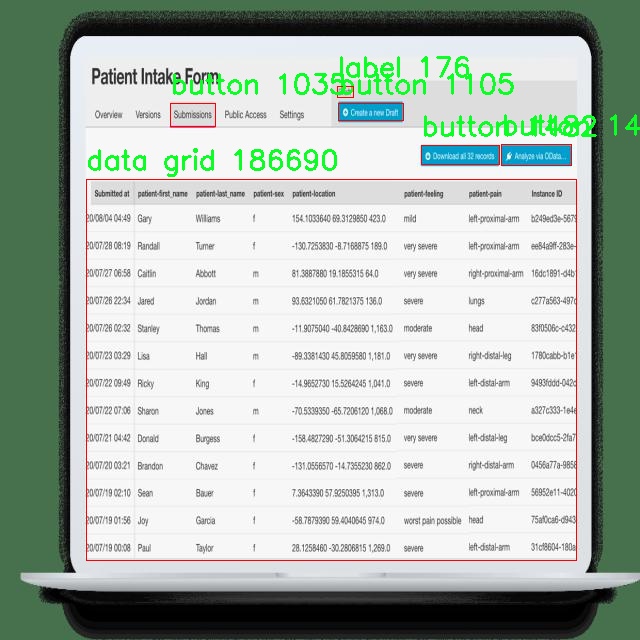 label 176
Patient Intake Form
button 1035
button 1105
Overview Versions Submissions Public Access Settings
Create a new Draft
button 1482
button 14
data grid 186690
Download all 32 records
Analyze via OData...
Submitted at patient-first_name patient-last_name patient-sex patient-location patient-feeling patient-pain Instance ID
20/08/04 04:49 Gary Williams f 154.1033640 69.3129850 423.0 mild left-proximal-arm b249ed3e-5679
20/07/28 08:19 Randall Turner f -130.7253830 -8.7168875 189.0 very severe left-proximal-arm ee84a9ff-283e-
20/07/27 06:58 Caitlin Abbott m 81.3887880 19.1855315 64.0 very severe right-proximal-arm 16dc1891-d4b
20/07/26 22:34 Jared Jordan m 93.6321050 61.7821375 136.0 severe lungs c277a563-497c
20/07/26 02:32 Stanley Thomas m -11.9075040 -40.8428690 1,163.0 moderate head 83f0506c-c432
20/07/23 03:29 Lisa Hall m -89.3381430 45.8059580 1,181.0 very severe right-distal-leg 1780cabb-b1e
20/07/22 09:49 Ricky King f -14.9652730 15.5264245 1,041.0 severe left-distal-arm 9493fddd-042c
20/07/22 07:06 Sharon Jones m -70.5339350 -65.7206120 1,068.0 moderate neck a327c333-1e4e
20/07/21 04:42 Donald Burgess f -158.4827290 -51.3064215 815.0 very severe left-distal-leg bce0dcc5-2fa7
20/07/20 03:21 Brandon Chavez f -131.0556570 -14.7355230 862.0 severe right-distal-arm 0456a77a-9858
20/07/19 02:10 Sean Bauer f 7.3643390 57.9250395 1,313.0 severe left-proximal-arm 56952e11-4020
20/07/19 01:56 Joy Garcia f -58.7879390 59.4040645 974.0 worst pain possible head 75af0ca6-d943
20/07/19 00:08 Paul Taylor f 28.1258460 -30.2806815 1,269.0 severe left-distal-arm 31cf8604-180a